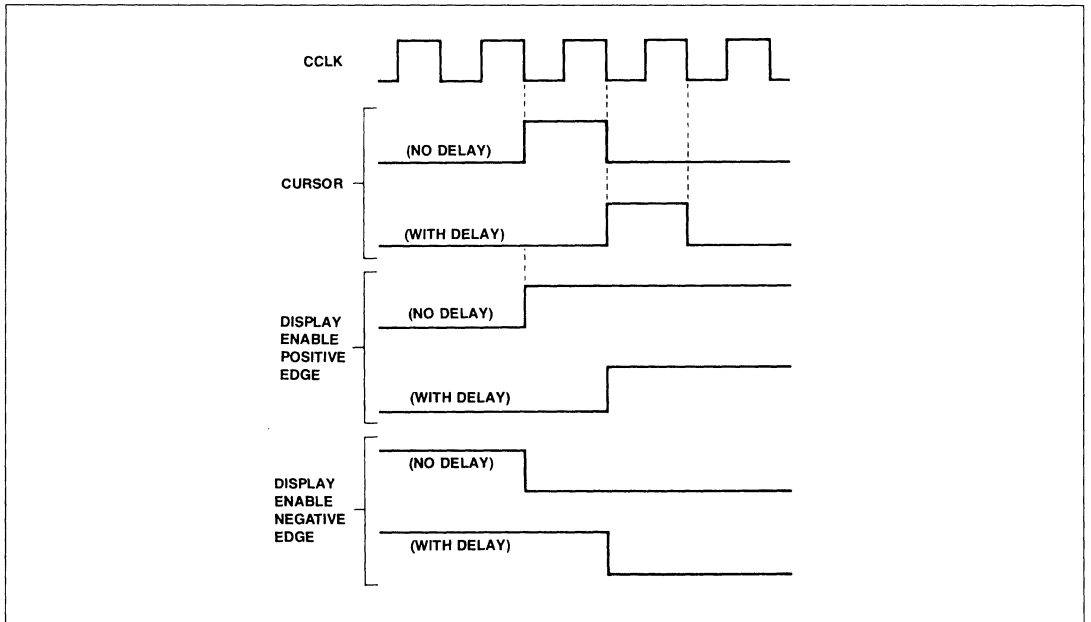 CCLK
(NO DELAY)
CURSOR
(WITH DELAY)
(NO DELAY)
DISPLAY
ENABLE
POSITIVE
EDGE
(WITH DELAY)
(NO DELAY)
DISPLAY
ENABLE
NEGATIVE
EDGE
(WITH DELAY)